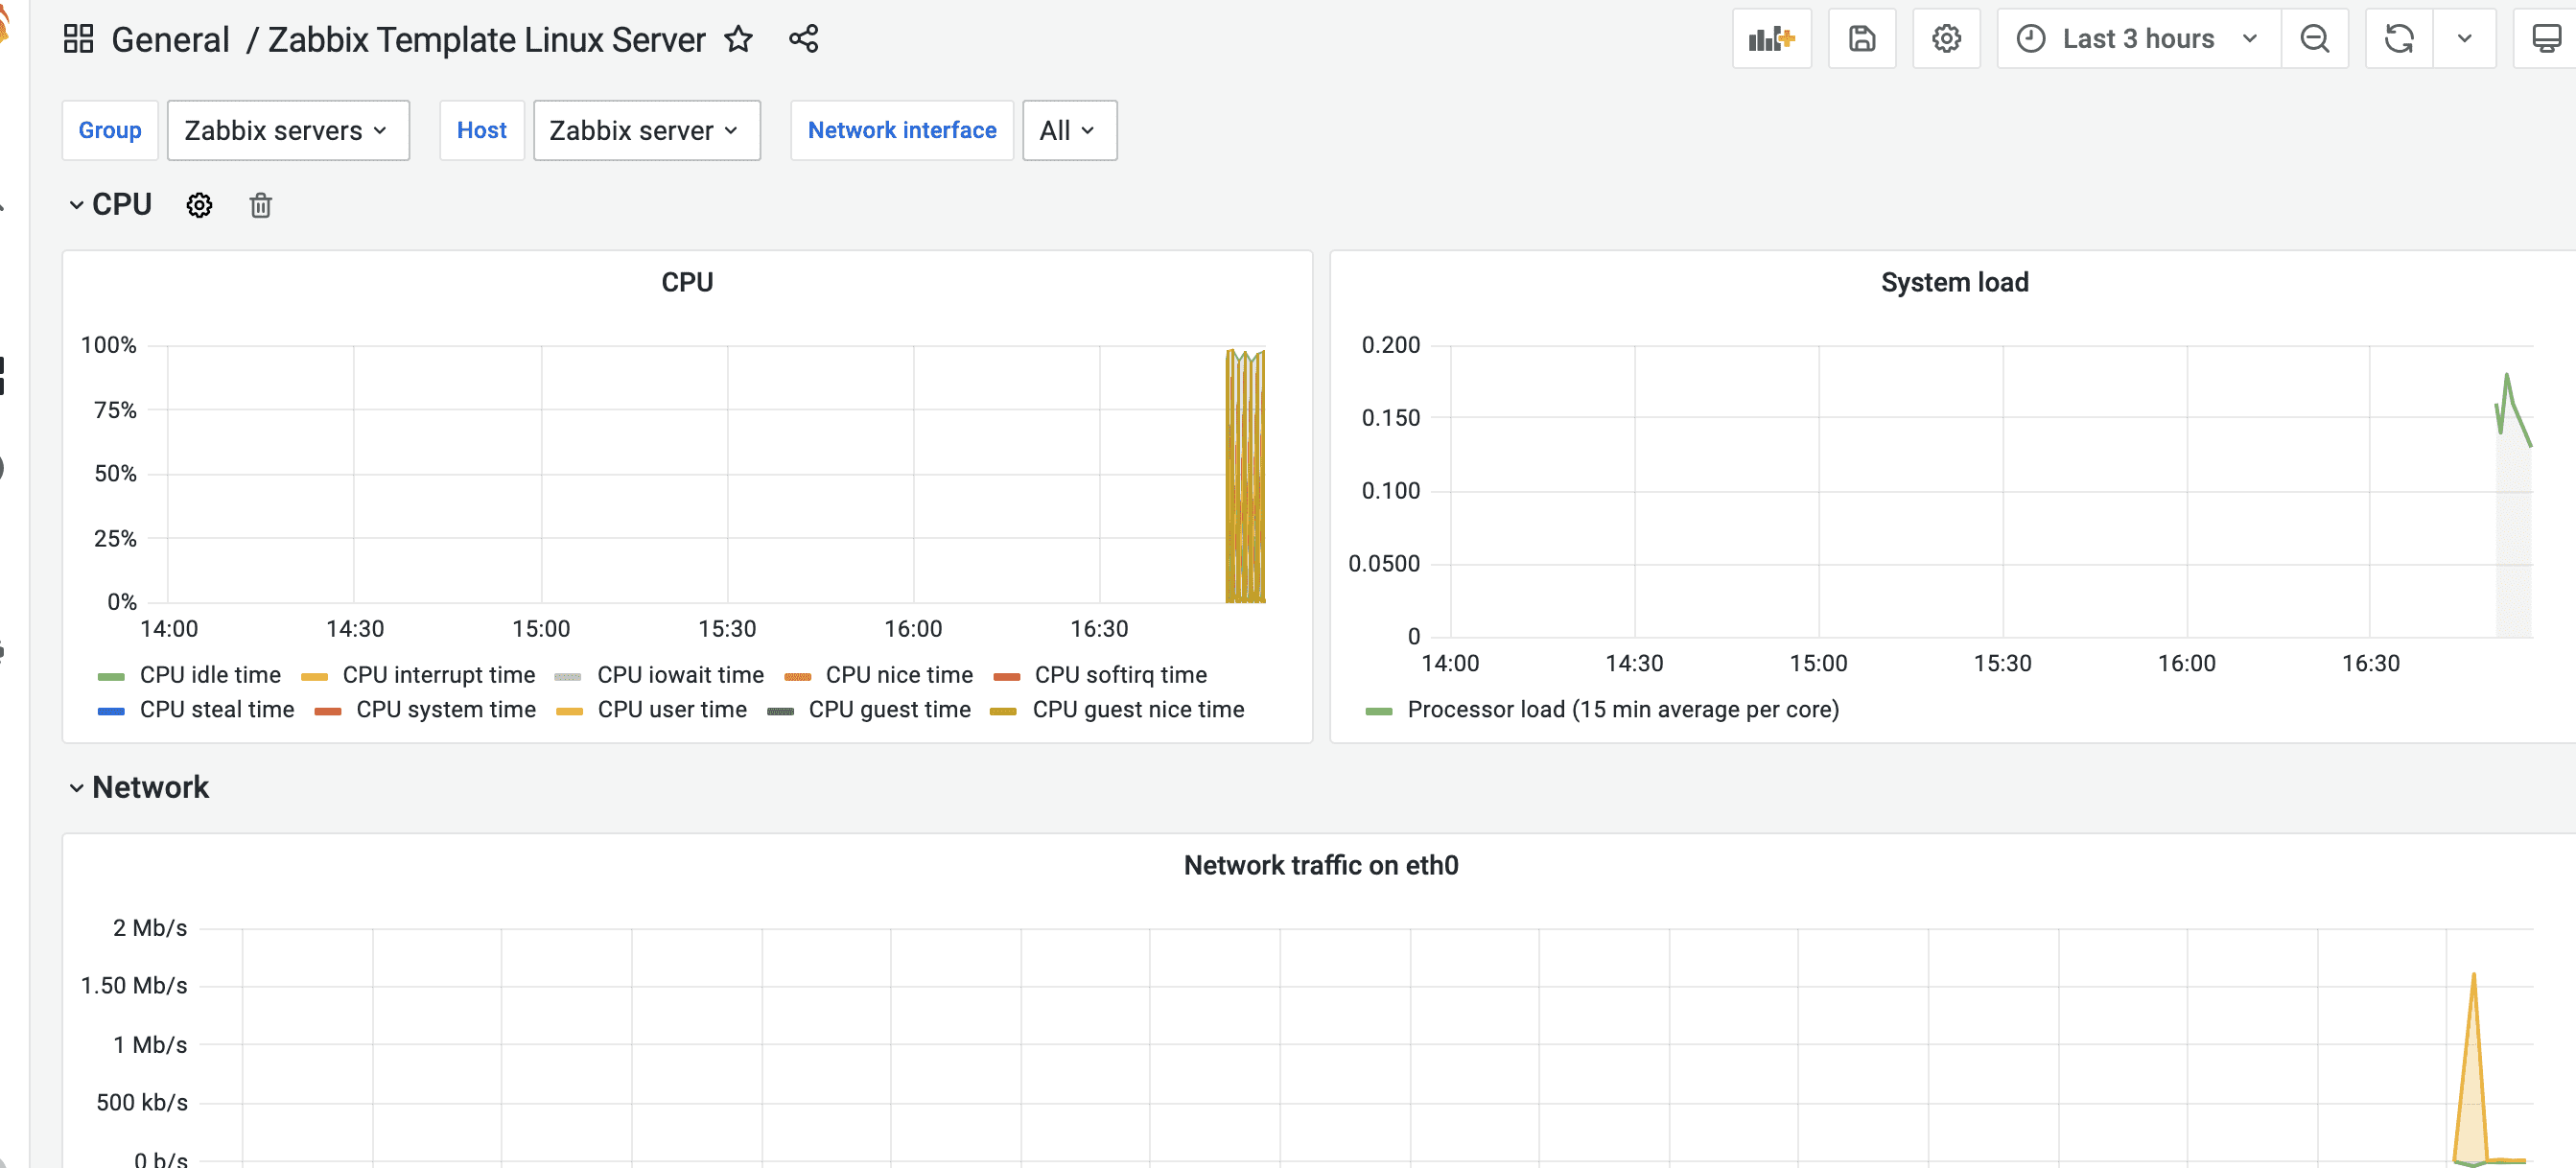 General / Zabbix Template Linux Server
Last 3 hours
Group Zabbix servers Host Zabbix server Network interface All
CPU
CPU
100%
75%
50%
25%
0%
14:00 14:30 15:00 15:30 16:00 16:30
CPU idle time CPU interrupt time CPU iowait time CPU nice time CPU softirq time
CPU steal time CPU system time CPU user time CPU guest time CPU guest nice time
System load
0.200
0.150
0.100
0.0500
0
14:00 14:30 15:00 15:30 16:00 16:30
Processor load (15 min average per core)
Network
Network traffic on eth0
2 Mb/s
1.50 Mb/s
1 Mb/s
500 kb/s
0 b/s